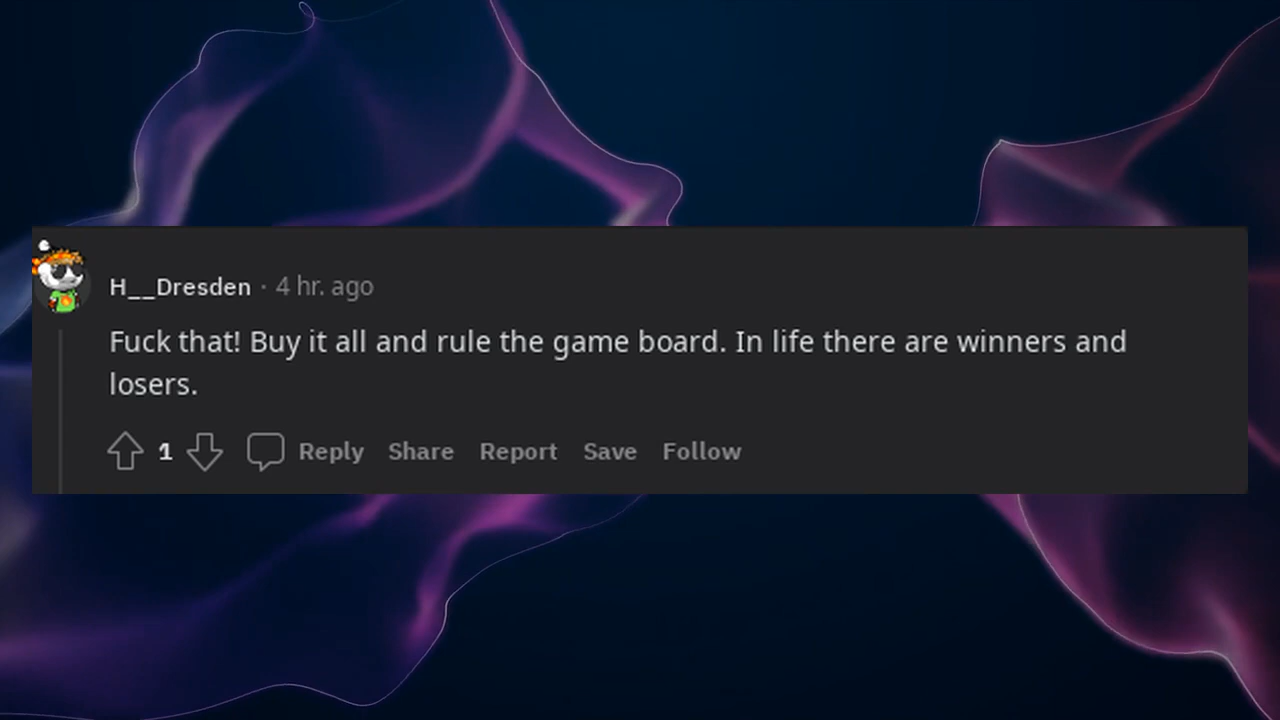 H__Dresden · 4 hr. ago
Fuck that! Buy it all and rule the game board. In life there are winners and
losers.
1 Reply Share Report Save Follow